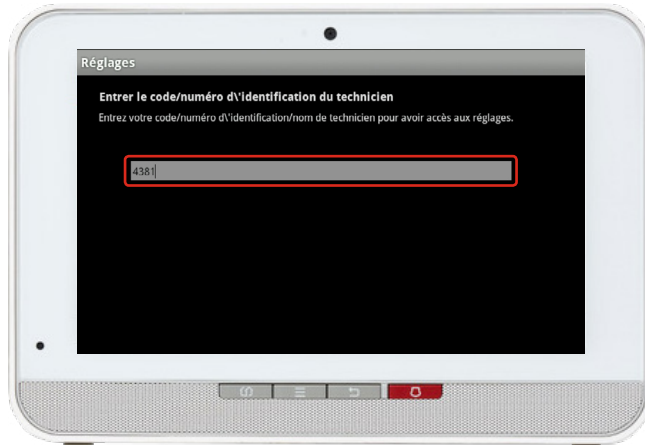 Réglages
Entrer le code/numéro d\'identification du technicien
Entrez votre code/numéro d\'identification/nom de technicien pour avoir accès aux réglages.
4381